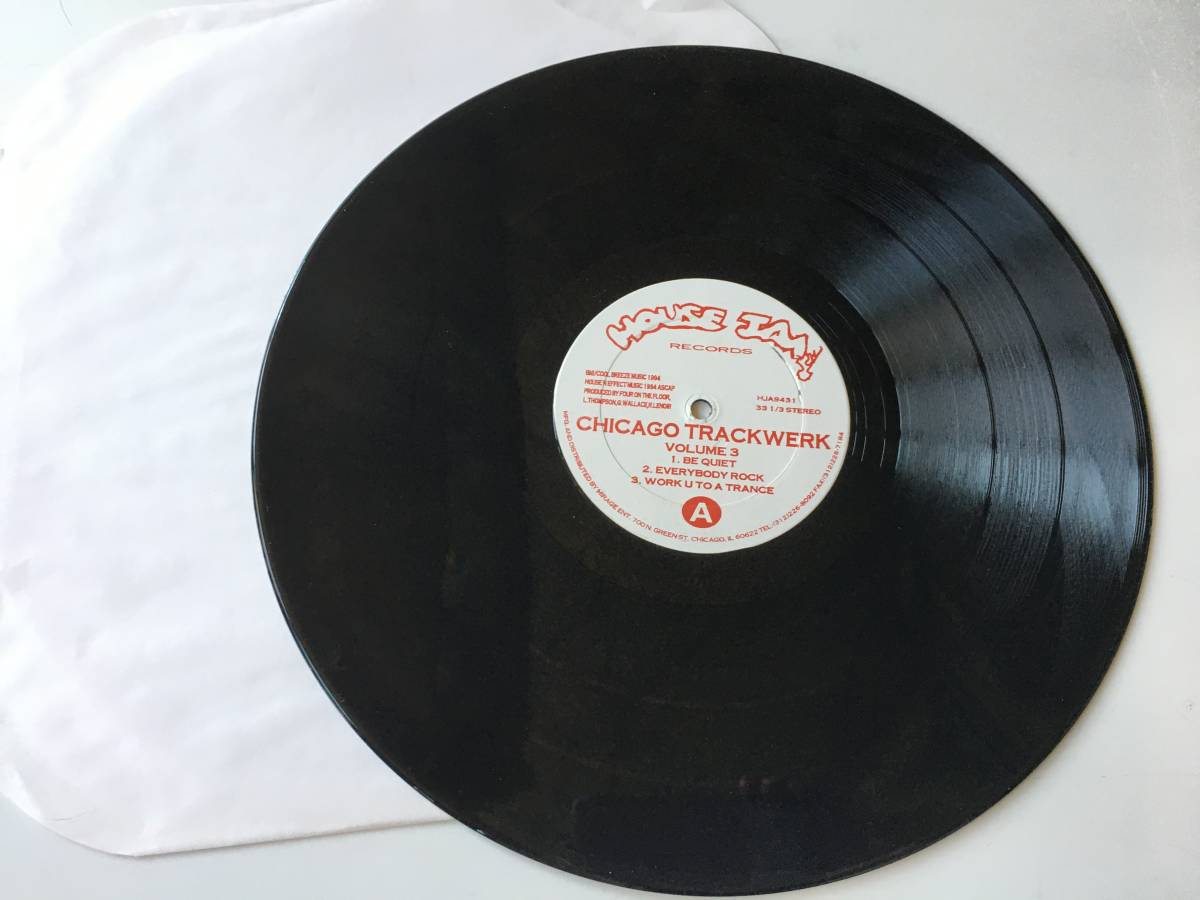 HOUSE JAM
RECORDS
BMI/COOL BREEZE MUSIC 1994
HOUSE N EFFECT MUSIC 1994 ASCAP
PRODUCED BY FOUR ON THE FLOOR,
L.THOMPSON,G.WALLACE,R.LENOIR
HJA9431
33 1/3 STEREO
CHICAGO TRACKWERK
VOLUME 3
1. BE QUIET
2. EVERYBODY ROCK
3. WORK U TO A TRANCE
A
MFG. AND DISTRIBUTED BY MIRAGE ENT. 700 N. GREEN ST. CHICAGO, IL 60622 TEL:(312)226-8092 FAX:(312)226-7184